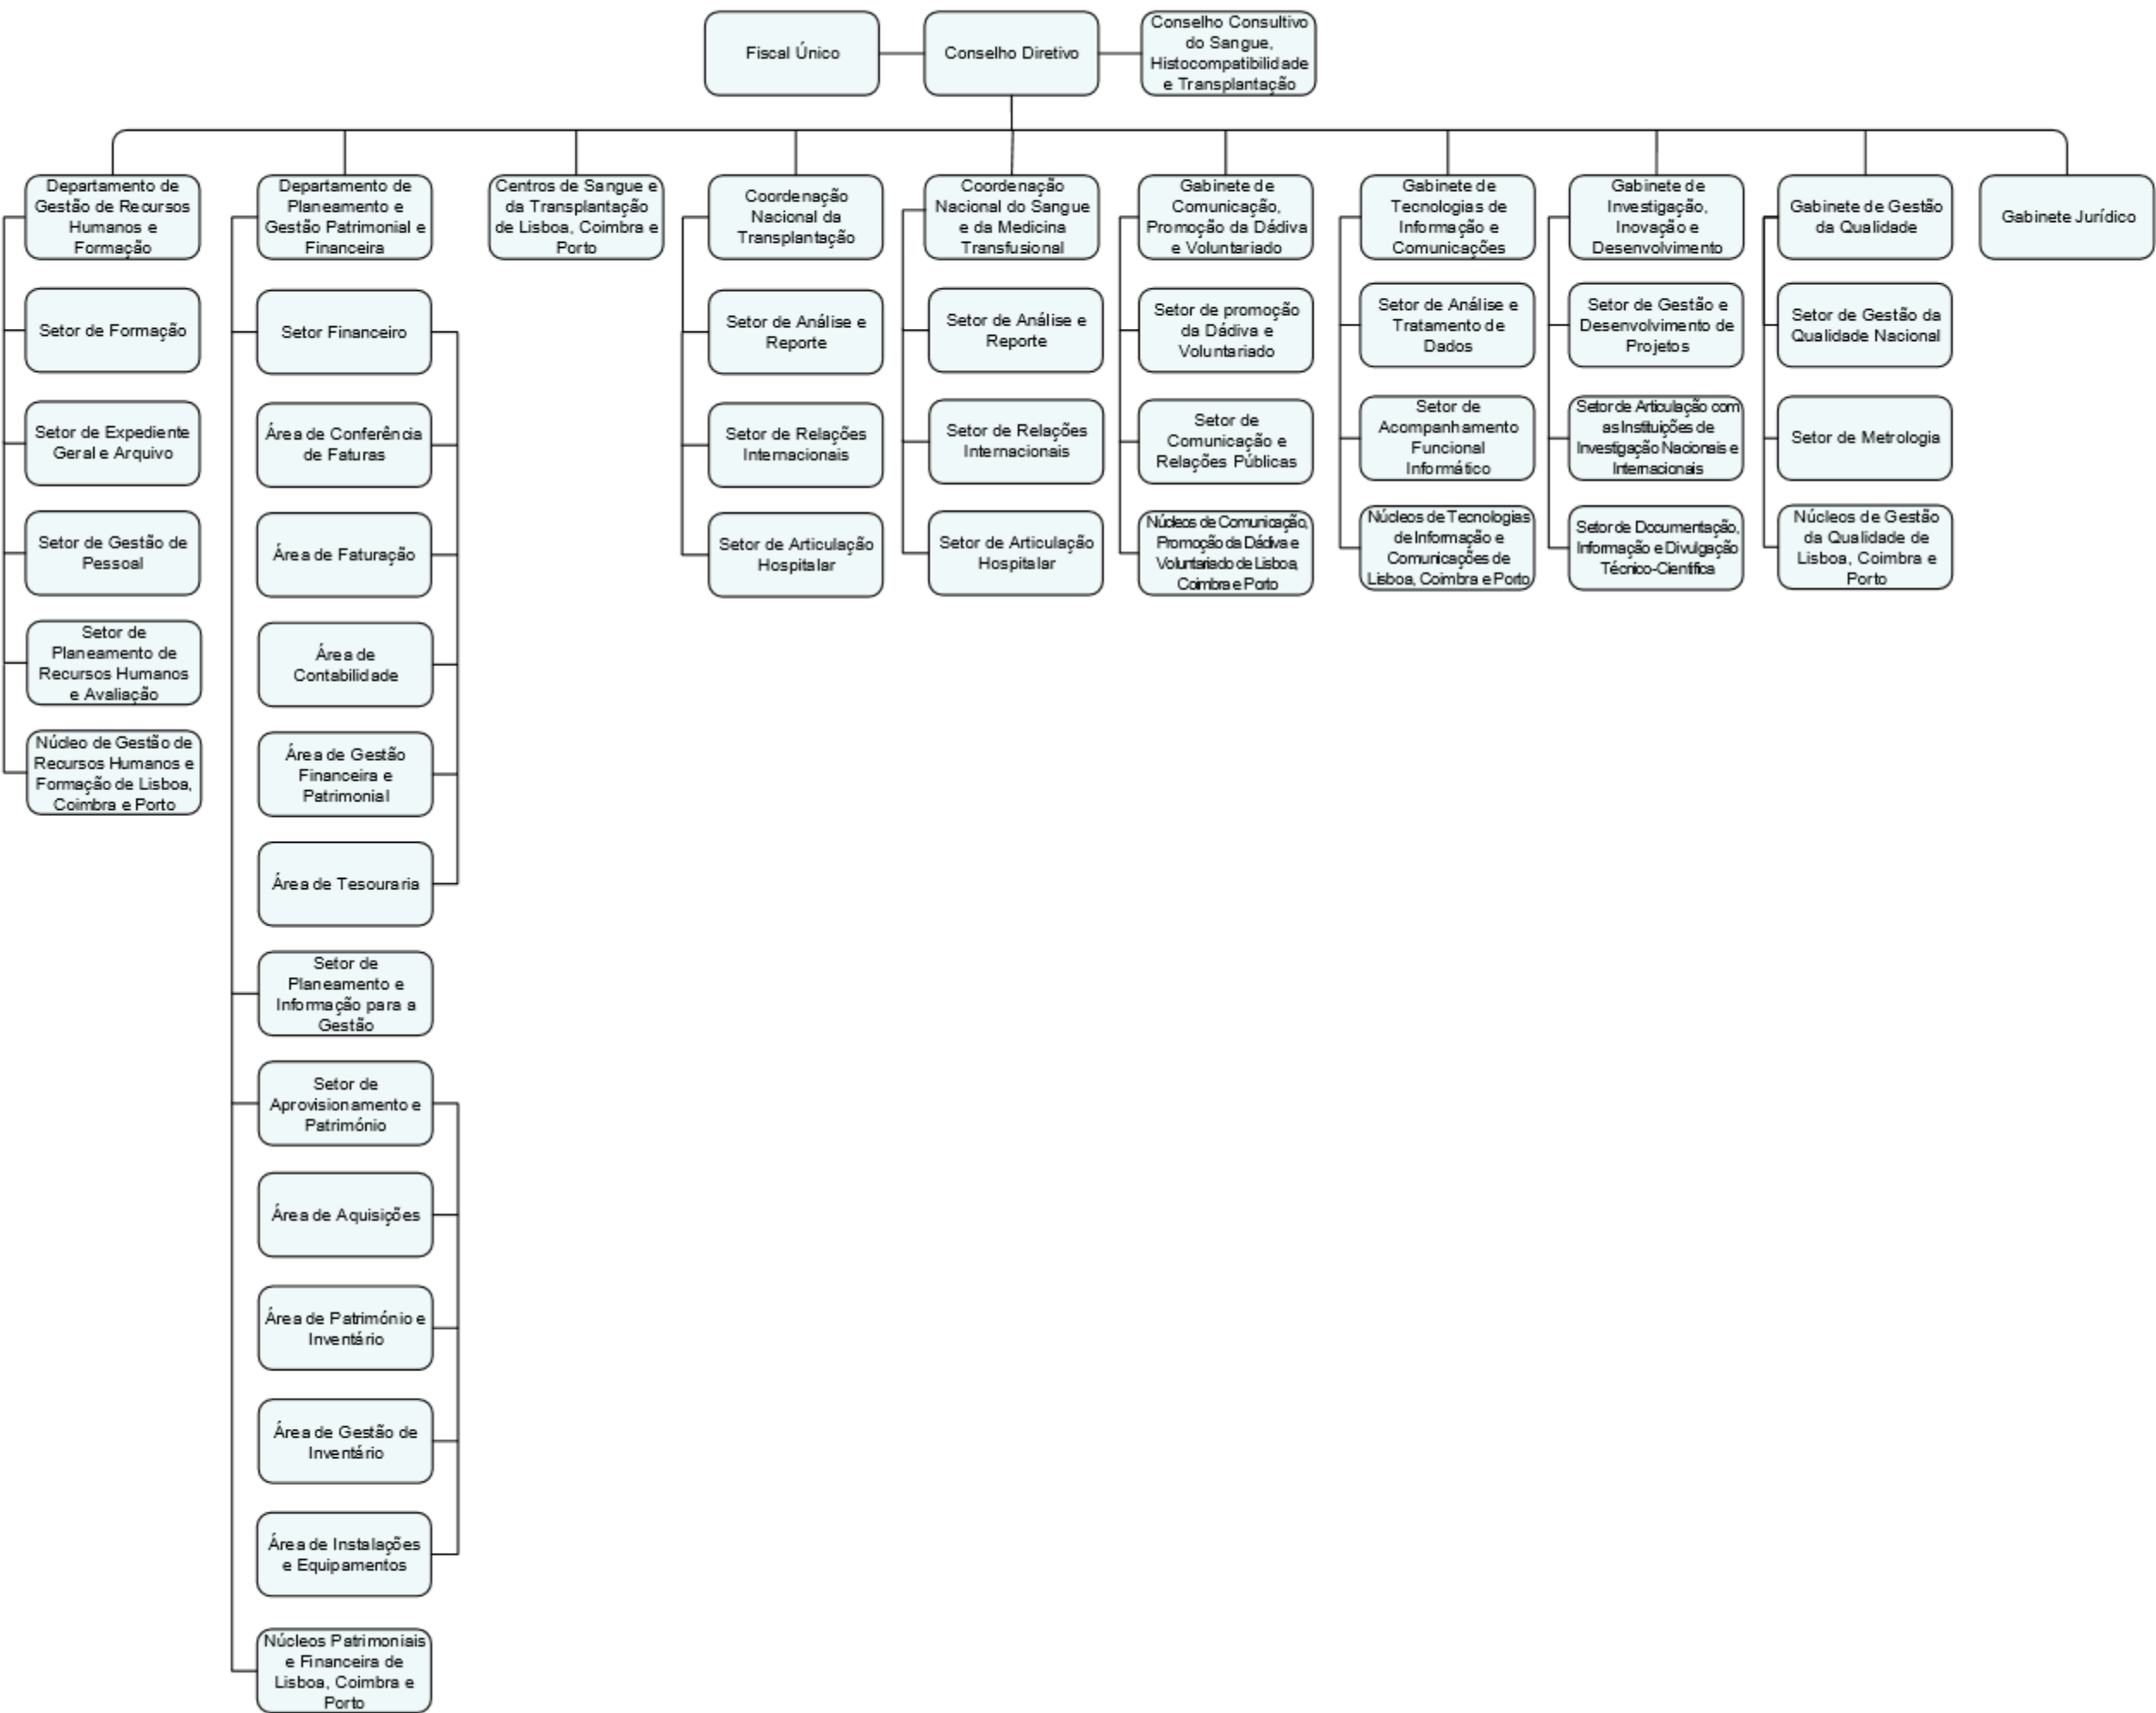 Fiscal Único
Conselho Diretivo
Conselho Consultivo
do Sangue,
Histocompatibilidade
e Transplantação
Departamento de
Gestão de Recursos
Humanos e
Formação
Departamento de
Planeamento e
Gestão Patrimonial e
Financeira
Centros de Sangue e
da Transplantação
de Lisboa, Coimbra e
Porto
Coordenação
Nacional da
Transplantação
Coordenação
Nacional do Sangue
e da Medicina
Transfusional
Gabinete de
Comunicação,
Promoção da Dádiva
e Voluntariado
Gabinete de
Tecnologias de
Informação e
Comunicações
Gabinete de
Investigação,
Inovação e
Desenvolvimento
Gabinete de Gestão
da Qualidade
Gabinete Jurídico
Setor de Formação
Setor de Expediente
Geral e Arquivo
Setor de Gestão de
Pessoal
Setor de
Planeamento de
Recursos Humanos
e Avaliação
Núcleo de Gestão de
Recursos Humanos e
Formação de Lisboa,
Coimbra e Porto
Setor Financeiro
Área de Conferência
de Faturas
Área de Faturação
Área de
Contabilidade
Área de Gestão
Financeira e
Patrimonial
Área de Tesouraria
Setor de
Planeamento e
Informação para a
Gestão
Setor de
Aprovisionamento e
Património
Área de Aquisições
Área de Património e
Inventário
Área de Gestão de
Inventário
Área de Instalações
e Equipamentos
Núcleos Patrimoniais
e Financeira de
Lisboa, Coimbra e
Porto
Setor de Análise e
Reporte
Setor de Relações
Internacionais
Setor de Articulação
Hospitalar
Setor de Análise e
Reporte
Setor de Relações
Internacionais
Setor de Articulação
Hospitalar
Setor de promoção
da Dádiva e
Voluntariado
Setor de
Comunicação e
Relações Públicas
Núcleos de Comunicação,
Promoção da Dádiva e
Voluntariado de Lisboa,
Coimbra e Porto
Setor de Análise e
Tratamento de
Dados
Setor de
Acompanhamento
Funcional
Informático
Núcleos de Tecnologias
de Informação e
Comunicações de
Lisboa, Coimbra e Porto
Setor de Gestão e
Desenvolvimento de
Projetos
Setor de Articulação com
as Instituições de
Investigação Nacionais e
Internacionais
Setor de Documentação,
Informação e Divulgação
Técnico-Científica
Setor de Gestão da
Qualidade Nacional
Setor de Metrologia
Núcleos de Gestão
da Qualidade de
Lisboa, Coimbra e
Porto